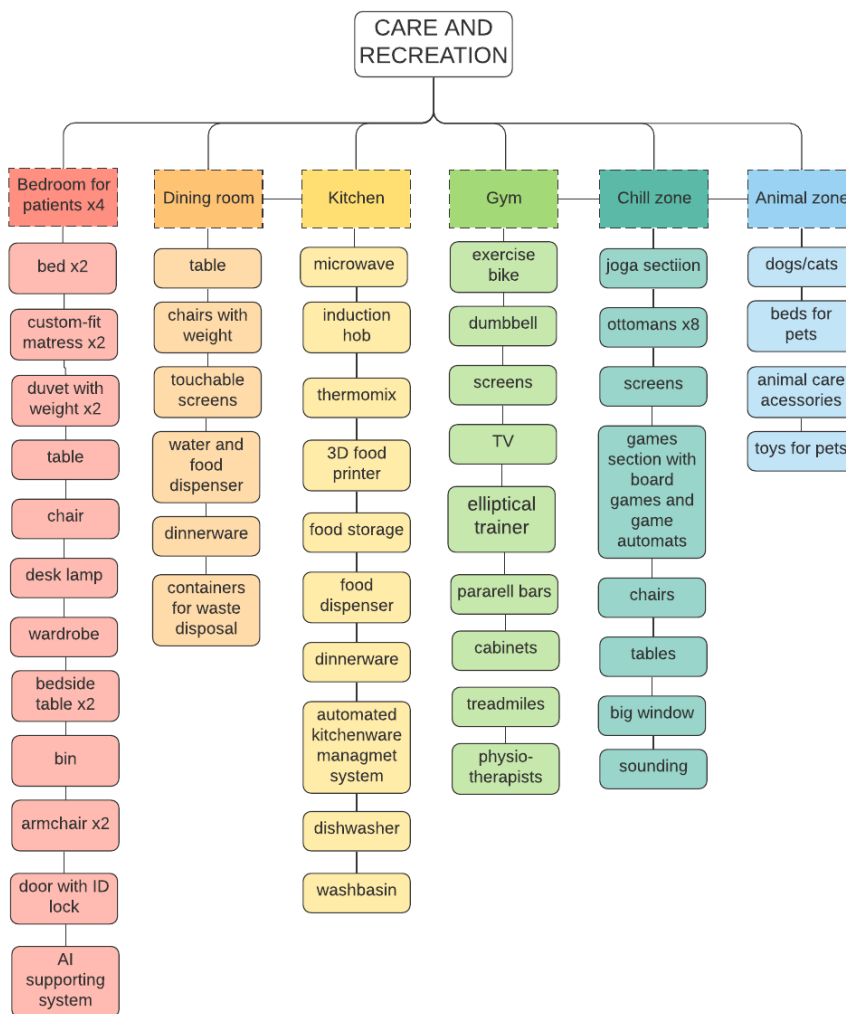 CARE AND
RECREATION
Bedroom for
patients x4
bed x2
custom-fit
matress x2
duvet with
weight x2
table
chair
desk lamp
wardrobe
bedside
table x2
bin
armchair x2
door with ID
lock
AI
supporting
system
Dining room
table
chairs with
weight
touchable
screens
water and
food
dispenser
dinnerware
containers
for waste
disposal
Kitchen
microwave
induction
hob
thermomix
3D food
printer
food storage
food
dispenser
dinnerware
automated
kitchenware
managmet
system
dishwasher
washbasin
Gym
exercise
bike
dumbbell
screens
TV
elliptical
trainer
pararell bars
cabinets
treadmiles
physio-
therapists
Chill zone
joga sectiion
ottomans x8
screens
games
section with
board
games and
game
automats
chairs
tables
big window
sounding
Animal zone
dogs/cats
beds for
pets
animal care
acessories
toys for pets